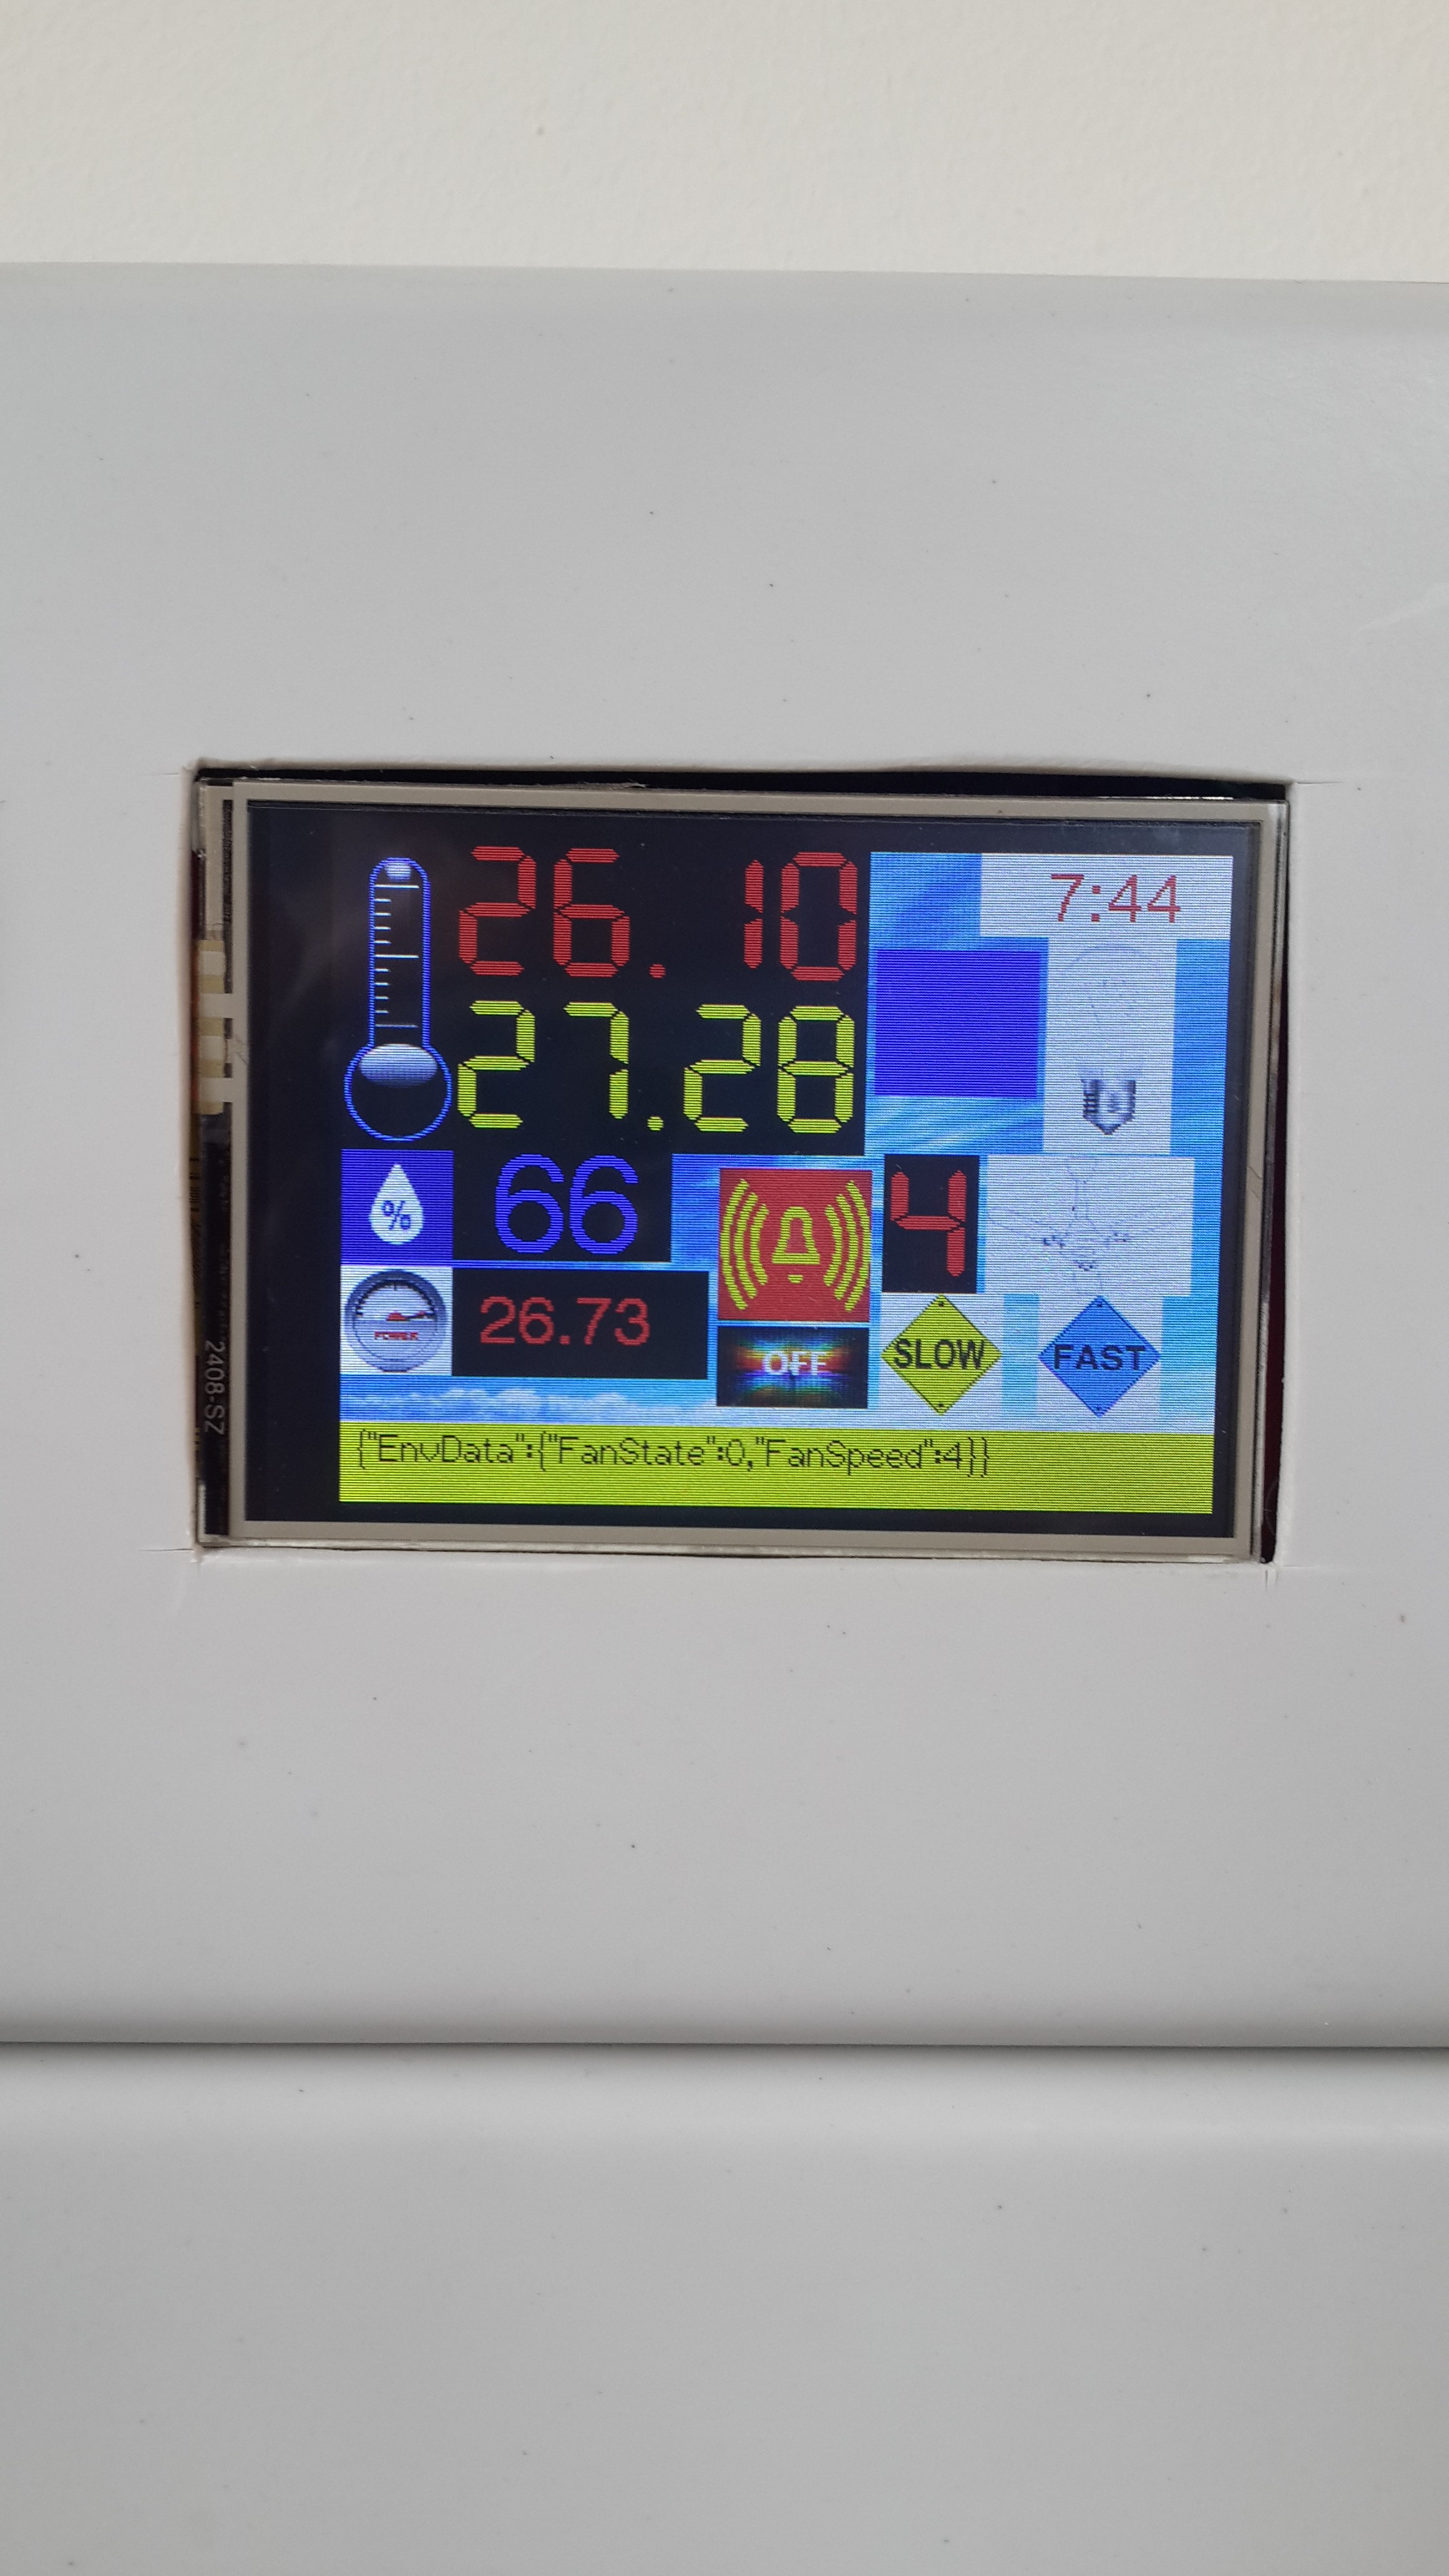 26.10
7:44
27.28
%
66
4
POWER
26.73
OFF
SLOW
FAST
{"EnvData":{"FanState":0,"FanSpeed":4}}
2408-SZ